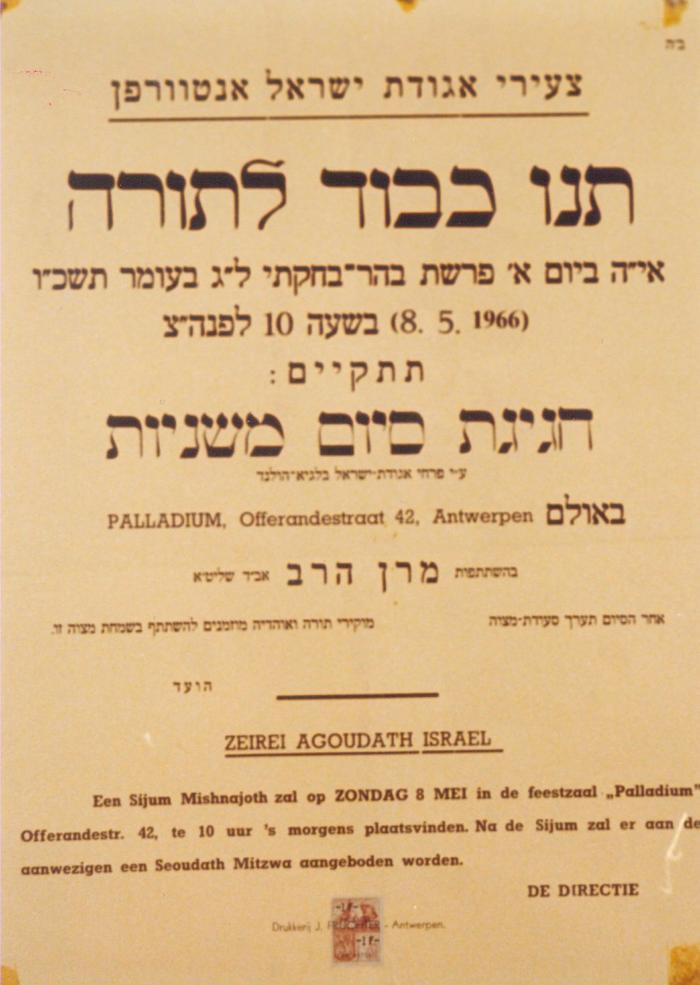 ב״ה
צעירי אגודת ישראל אנטוורפן
תנו כבוד לתורה
אי״ה ביום א׳ פרשת בהר־בחקתי ל״ג בעומר תשכ״ו
(8. 5. 1966) בשעה 10 לפנה״צ
תתקיים :
חגיגת סיום משניות
ע״י פרחי אגודת־ישראל בלגיא־הולנד
באולם PALLADIUM, Offerandestraat 42, Antwerpen
בהשתתפות מרן הרב אב״ד שליט״א
אחר הסיום תערך סעודת־מצוה מוקירי תורה ואוהדיה מוזמנים להשתתף בשמחת מצוה זו.
הועד
ZEIREI AGOUDATH ISRAEL
Een Sijum Mishnajoth zal op ZONDAG 8 MEI in de feestzaal „Palladium"
Offerandestr. 42, te 10 uur 's morgens plaatsvinden. Na de Sijum zal er aan de
aanwezigen een Seoudath Mitzwa aangeboden worden.
DE DIRECTIE
Drukkerij J. - Antwerpen.
-1F-
-1F-